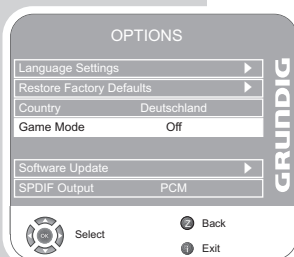 OPTIONS
Language Settings
Restore Factory Defaults
Country Deutschland
Game Mode Off
Software Update
SPDIF Output PCM
GRUNDIG
OK
Select
Z Back
i Exit